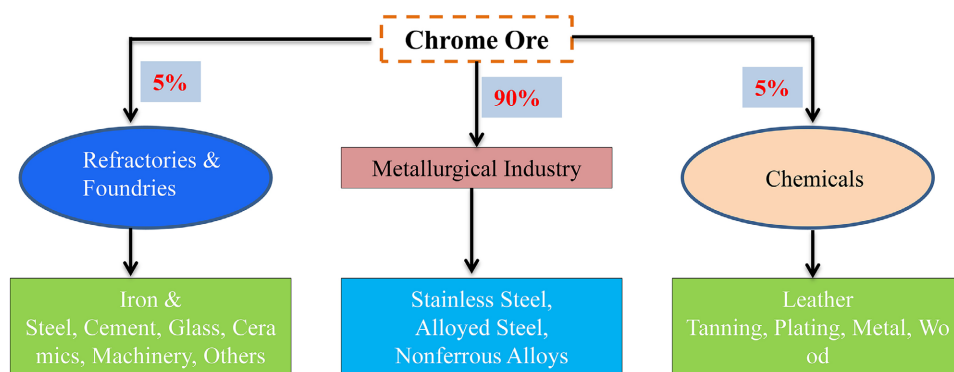 Chrome Ore
5%
90%
5%
Refractories &
Foundries
Metallurgical Industry
Chemicals
Iron &
Steel, Cement, Glass, Cera
mics, Machinery, Others
Stainless Steel,
Alloyed Steel,
Nonferrous Alloys
Leather
Tanning, Plating, Metal, Wo
od